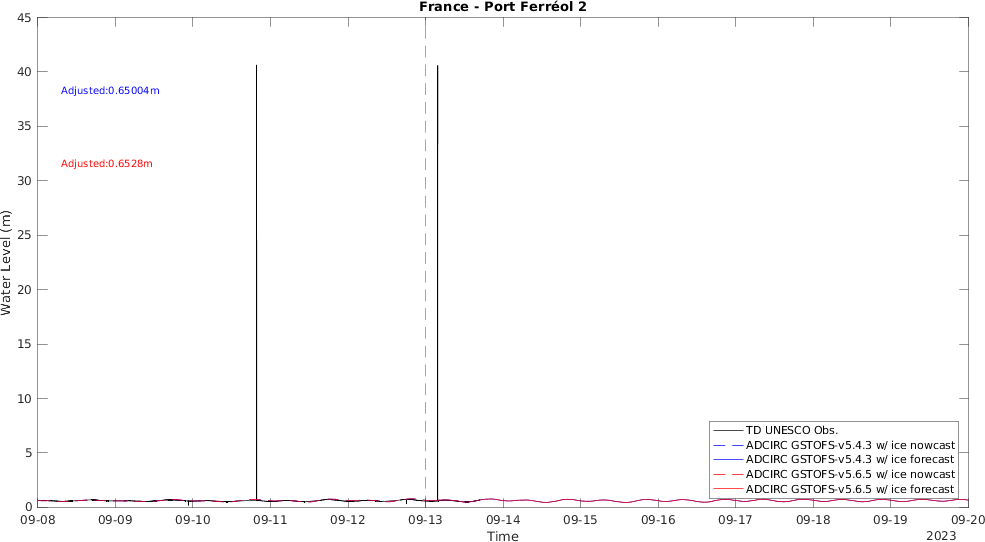 France - Port Ferréol 2
45
40
35
30
25
20
15
10
5
0
Water Level (m)
Adjusted:0.65004m
Adjusted:0.6528m
TD UNESCO Obs.
ADCIRC GSTOFS-v5.4.3 w/ ice nowcast
ADCIRC GSTOFS-v5.4.3 w/ ice forecast
ADCIRC GSTOFS-v5.6.5 w/ ice nowcast
ADCIRC GSTOFS-v5.6.5 w/ ice forecast
09-08 09-09 09-10 09-11 09-12 09-13 09-14 09-15 09-16 09-17 09-18 09-19 09-20
Time
2023